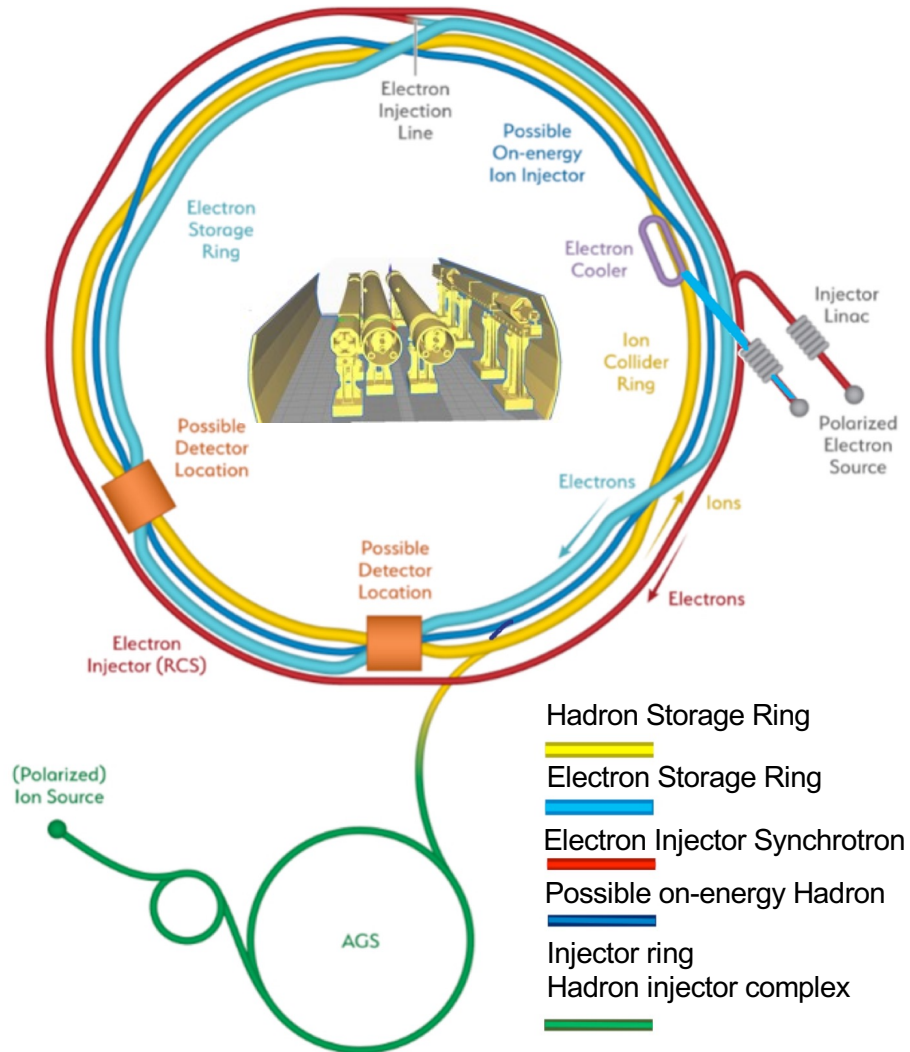 Electron
Injection
Line
Possible
On-energy
Ion Injector
Electron
Storage
Ring
Electron
Cooler
Injector
Linac
Ion
Collider
Ring
Polarized
Electron
Source
Possible
Detector
Location
Electrons
Ions
Possible
Detector
Location
Electrons
Electron
Injector (RCS)
Hadron Storage Ring
Electron Storage Ring
Electron Injector Synchrotron
Possible on-energy Hadron
Injector ring
Hadron injector complex
(Polarized)
Ion Source
AGS